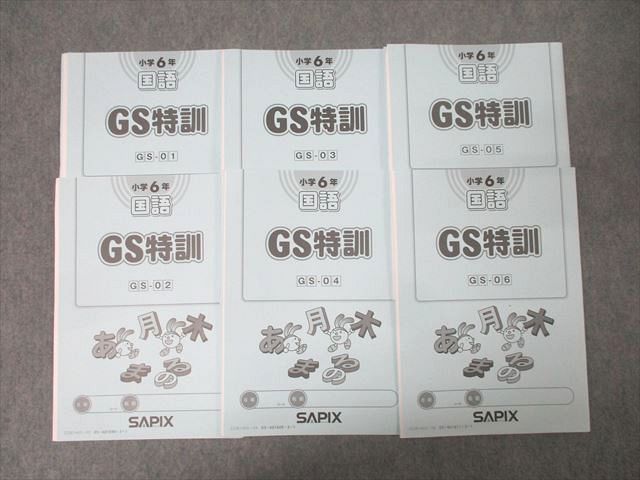 小学6年
国語
GS特訓
GS-01
小学6年
国語
GS特訓
GS-03
小学6年
国語
GS特訓
GS-05
小学6年
国語
GS特訓
GS-02
あ月木
まるの
SAPIX
小学6年
国語
GS特訓
GS-04
あ月木
まるの
SAPIX
小学6年
国語
GS特訓
GS-06
あ月木
まるの
SAPIX